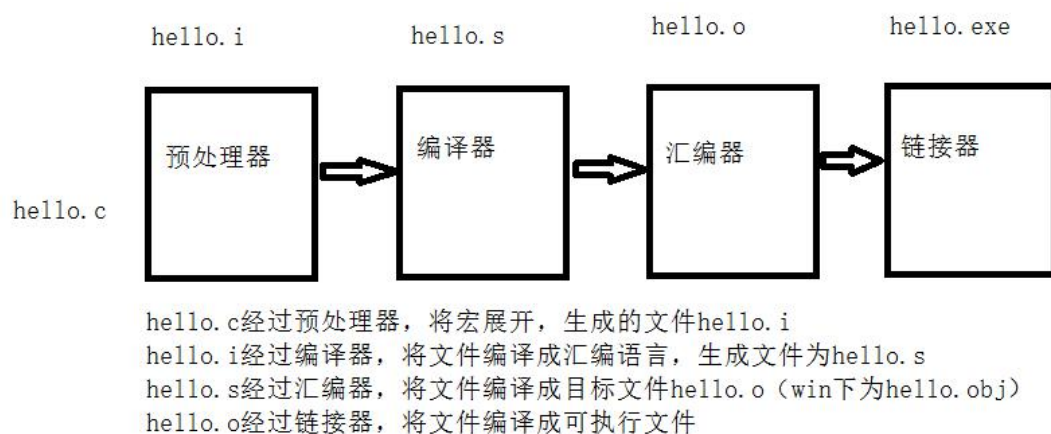 hello.i
hello.s
hello.o
hello.exe
预处理器
编译器
汇编器
链接器
hello.c
hello.c经过预处理器，将宏展开，生成的文件hello.i
hello.i经过编译器，将文件编译成汇编语言，生成文件为hello.s
hello.s经过汇编器，将文件编译成目标文件hello.o（win下为hello.obj）
hello.o经过链接器，将文件编译成可执行文件